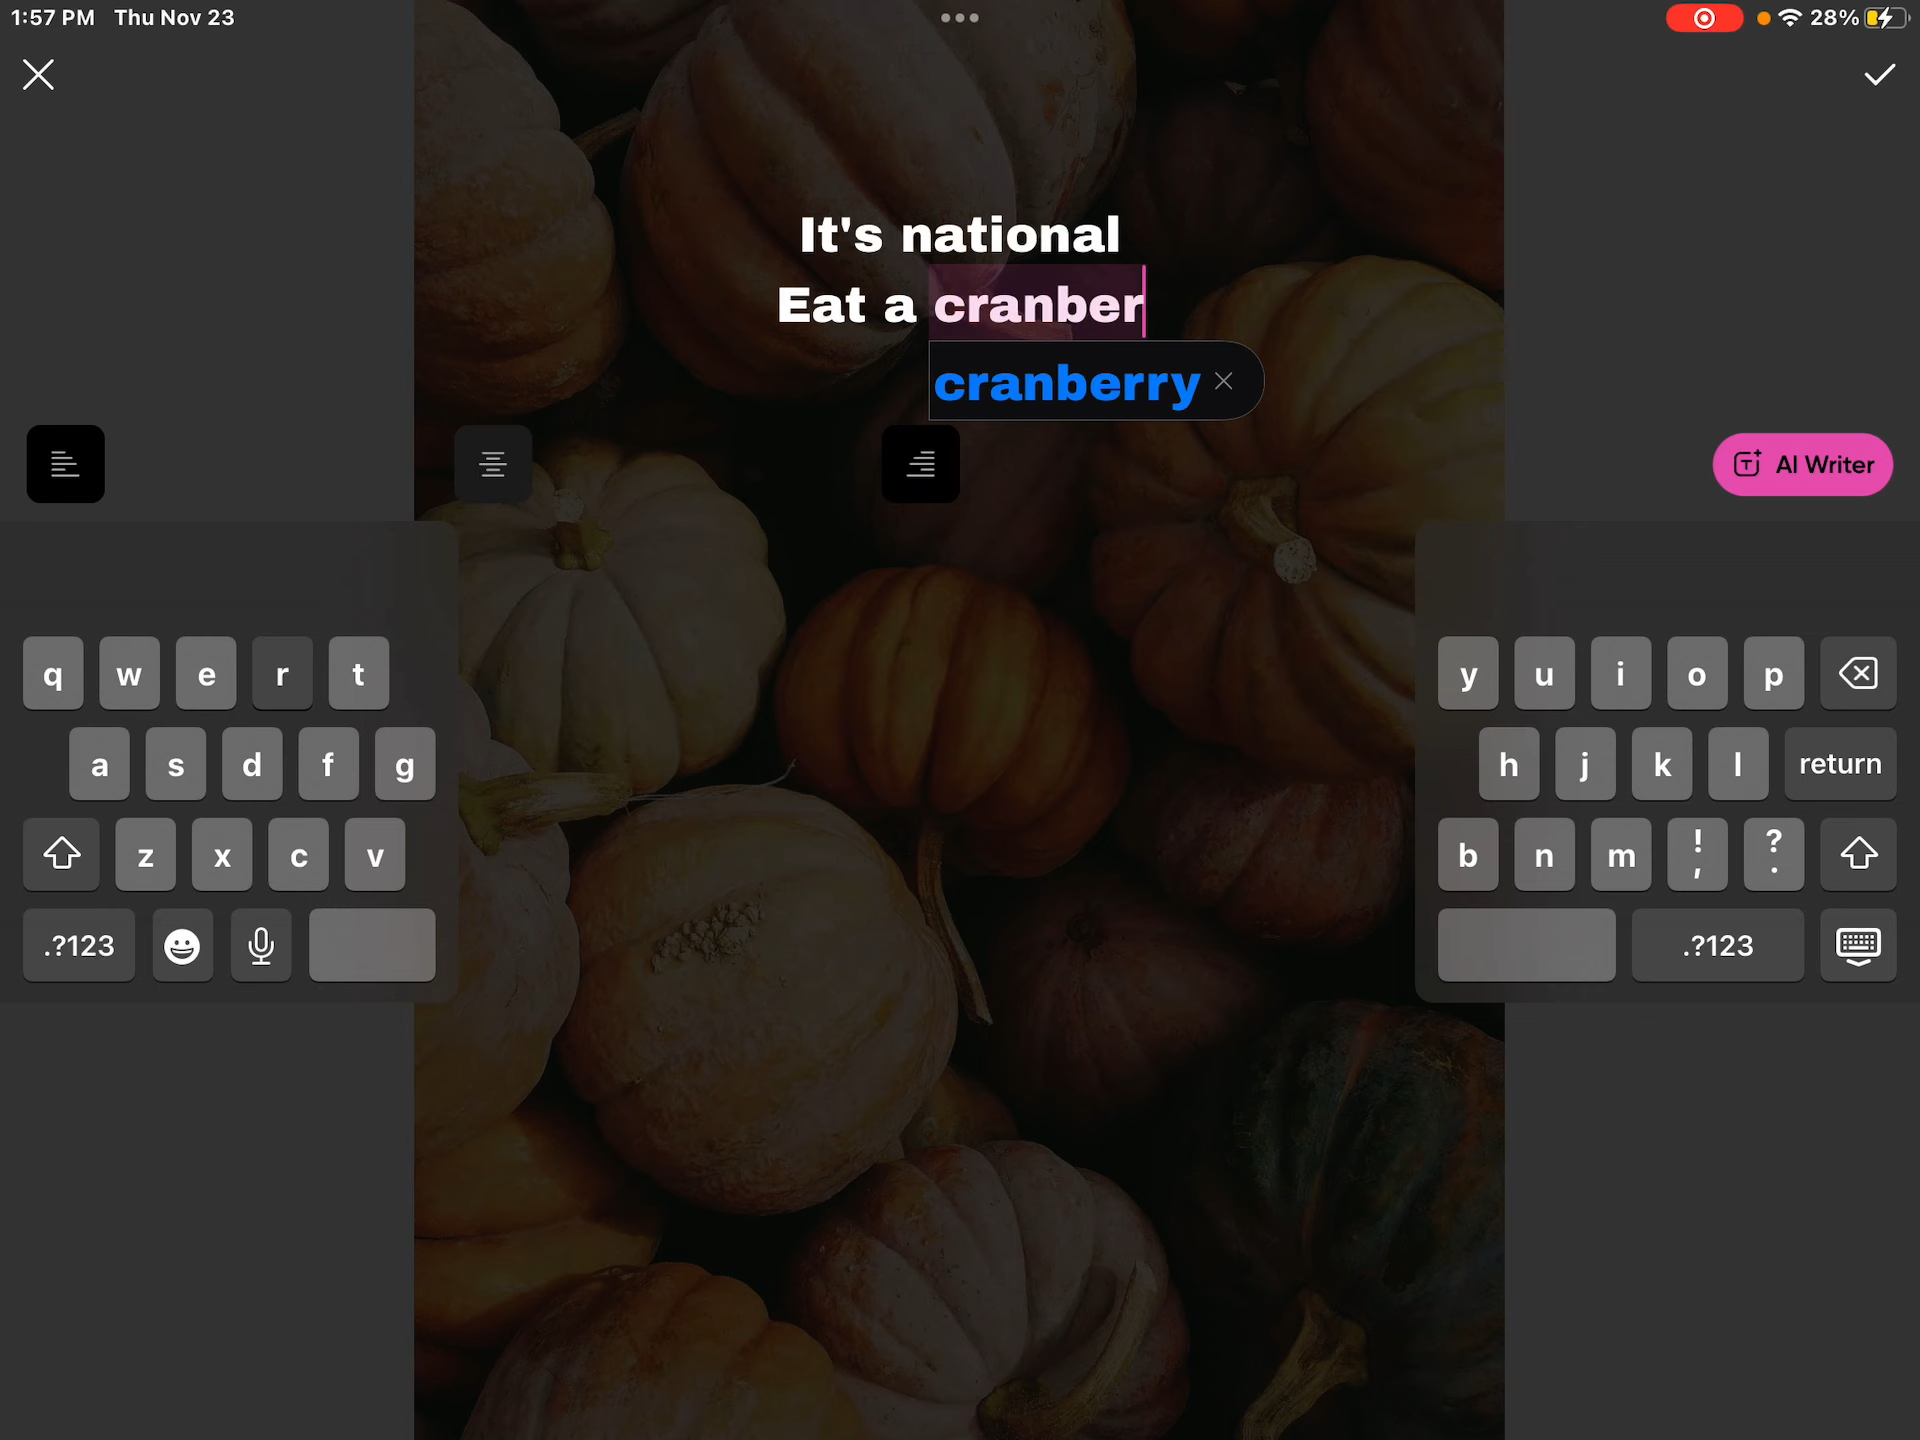 1:57 PM Thu Nov 23
28%
It's national
Eat a cranber
cranberry
AI Writer
q w e r t
y u i o p
a s d f g
h j k l return
z x c v
b n m ! , ? .
.?123
.?123